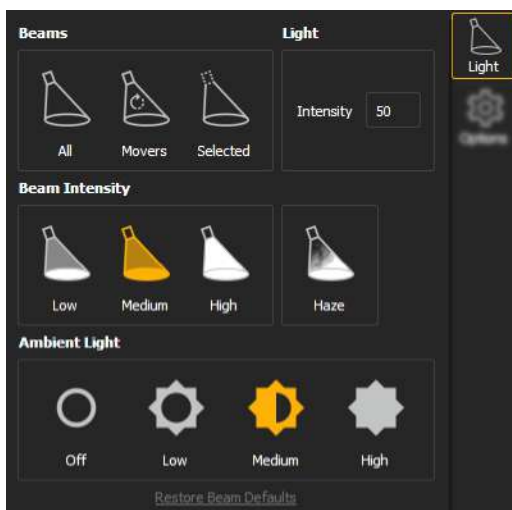 Beams
Light
All
Movers
Selected
Intensity 50
Light
Beam Intensity
Low
Medium
High
Haze
Ambient Light
Off
Low
Medium
High
Restore Beam Defaults